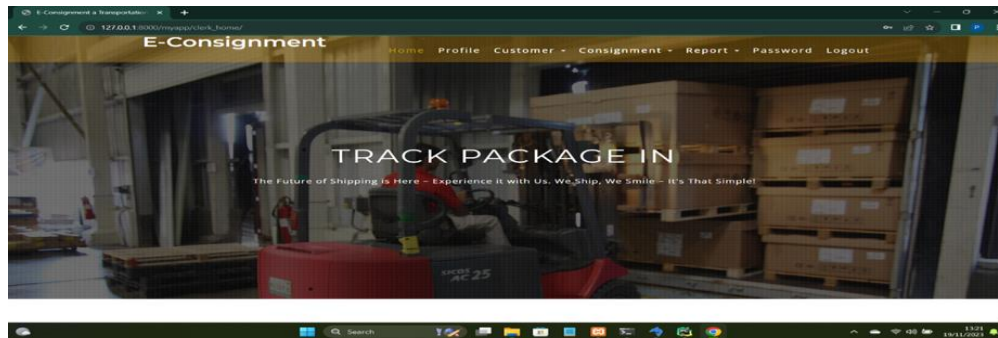 E-Consignment a Transportation
127.0.0.1:8000/myapp/clerk_home/
E-Consignment
Home Profile Customer Consignment Report Password Logout
TRACK PACKAGE IN
The Future of Shipping is Here – Experience it with Us. We Ship, We Smile – It's That Simple!
AC 25
Search
13:21
19/11/2023